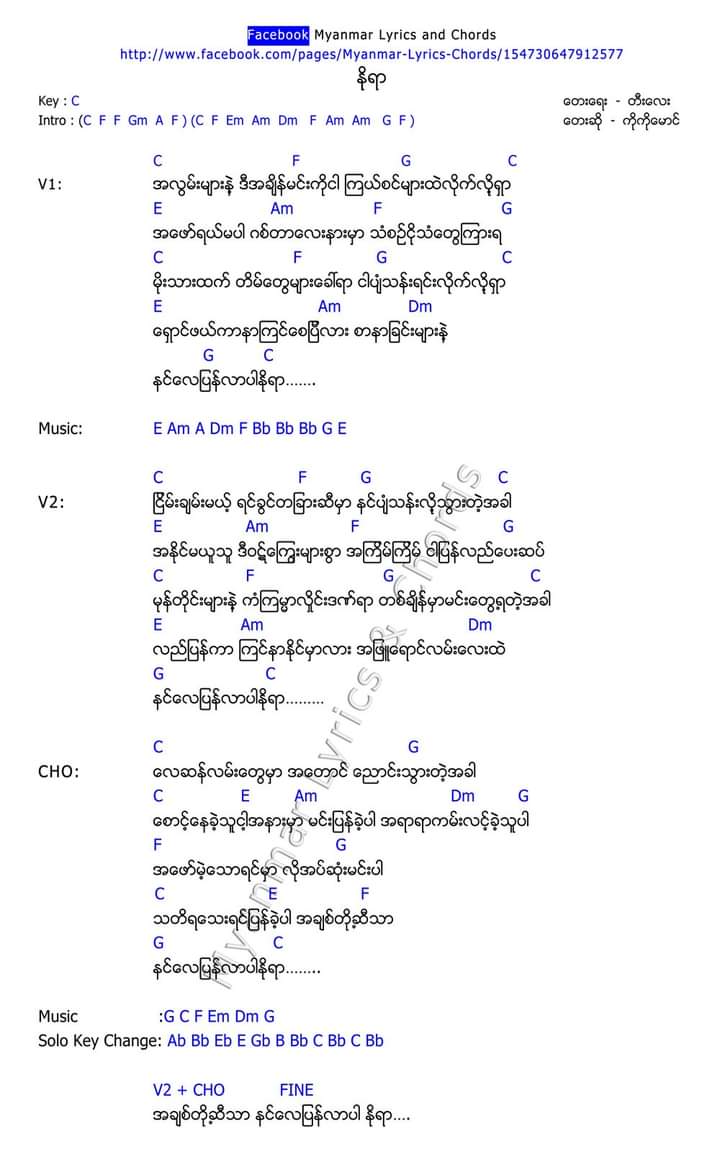 Facebook Myanmar Lyrics and Chords
http://www.facebook.com/pages/Myanmar-Lyrics-Chords/154730647912577
နိုရာ
Key : C တေးရေး - တီးလေး
Intro : (C F F Gm A F ) (C F Em Am Dm F Am Am G F ) တေးဆို - ကိုကိုမောင်
C F G C
V1: အလွမ်းများနဲ့ ဒီအချိန်မင်းကိုငါ ကြယ်စင်များထဲလိုက်လို့ရှာ
E Am F G
အဖော်ရယ်မပါ ဂစ်တာလေးနားမှာ သံစဉ်ငိုသံတွေကြားရ
C F G C
မိုးသားထက် တိမ်တွေများခေါ်ရာ ငါပျံသန်းရင်းလိုက်လို့ရှာ
E Am Dm
ရှောင်ဖယ်ကာနာကြင်စေပြီလား စာနာခြင်းများနဲ့
G C
နင်လေပြန်လာပါနိုရာ.......
Music: E Am A Dm F Bb Bb Bb G E
C F G C
V2: ငြိမ်းချမ်းမယ့် ရင်ခွင်တခြားဆီမှာ နင်ပျံသန်းလို့သွားတဲ့အခါ
E Am F G
အနိုင်မယူသူ ဒီဝဋ်ကြွေးများစွာ အကြိမ်ကြိမ် ငါပြန်လည်ပေးဆပ်
C F G C
မုန်တိုင်းများနဲ့ ကံကြမ္မာလှိုင်းဒဏ်ရာ တစ်ချိန်မှာမင်းတွေ့ရတဲ့အခါ
E Am Dm
လည်ပြန်ကာ ကြင်နာနိုင်မှာလား အဖြူရောင်လမ်းလေးထဲ
G C
နင်လေပြန်လာပါနိုရာ.........
C G
CHO: လေဆန်လမ်းတွေမှာ အတောင် ညောင်းသွားတဲ့အခါ
C E Am Dm G
စောင့်နေခဲ့သူငါ့အနားမှာ မင်းပြန်ခဲ့ပါ အရာရာကမ်းလင့်ခဲ့သူပါ
F G
အဖော်မဲ့သောရင်မှာ လိုအပ်ဆုံးမင်းပါ
C E F
သတိရသေးရင်ပြန်ခဲ့ပါ အချစ်တို့ဆီသာ
G C
နင်လေပြန်လာပါနိုရာ........
Music :G C F Em Dm G
Solo Key Change: Ab Bb Eb E Gb B Bb C Bb C Bb
V2 + CHO FINE
အချစ်တို့ဆီသာ နင်လေပြန်လာပါ နိုရာ....
Myanmar Lyrics & Chords